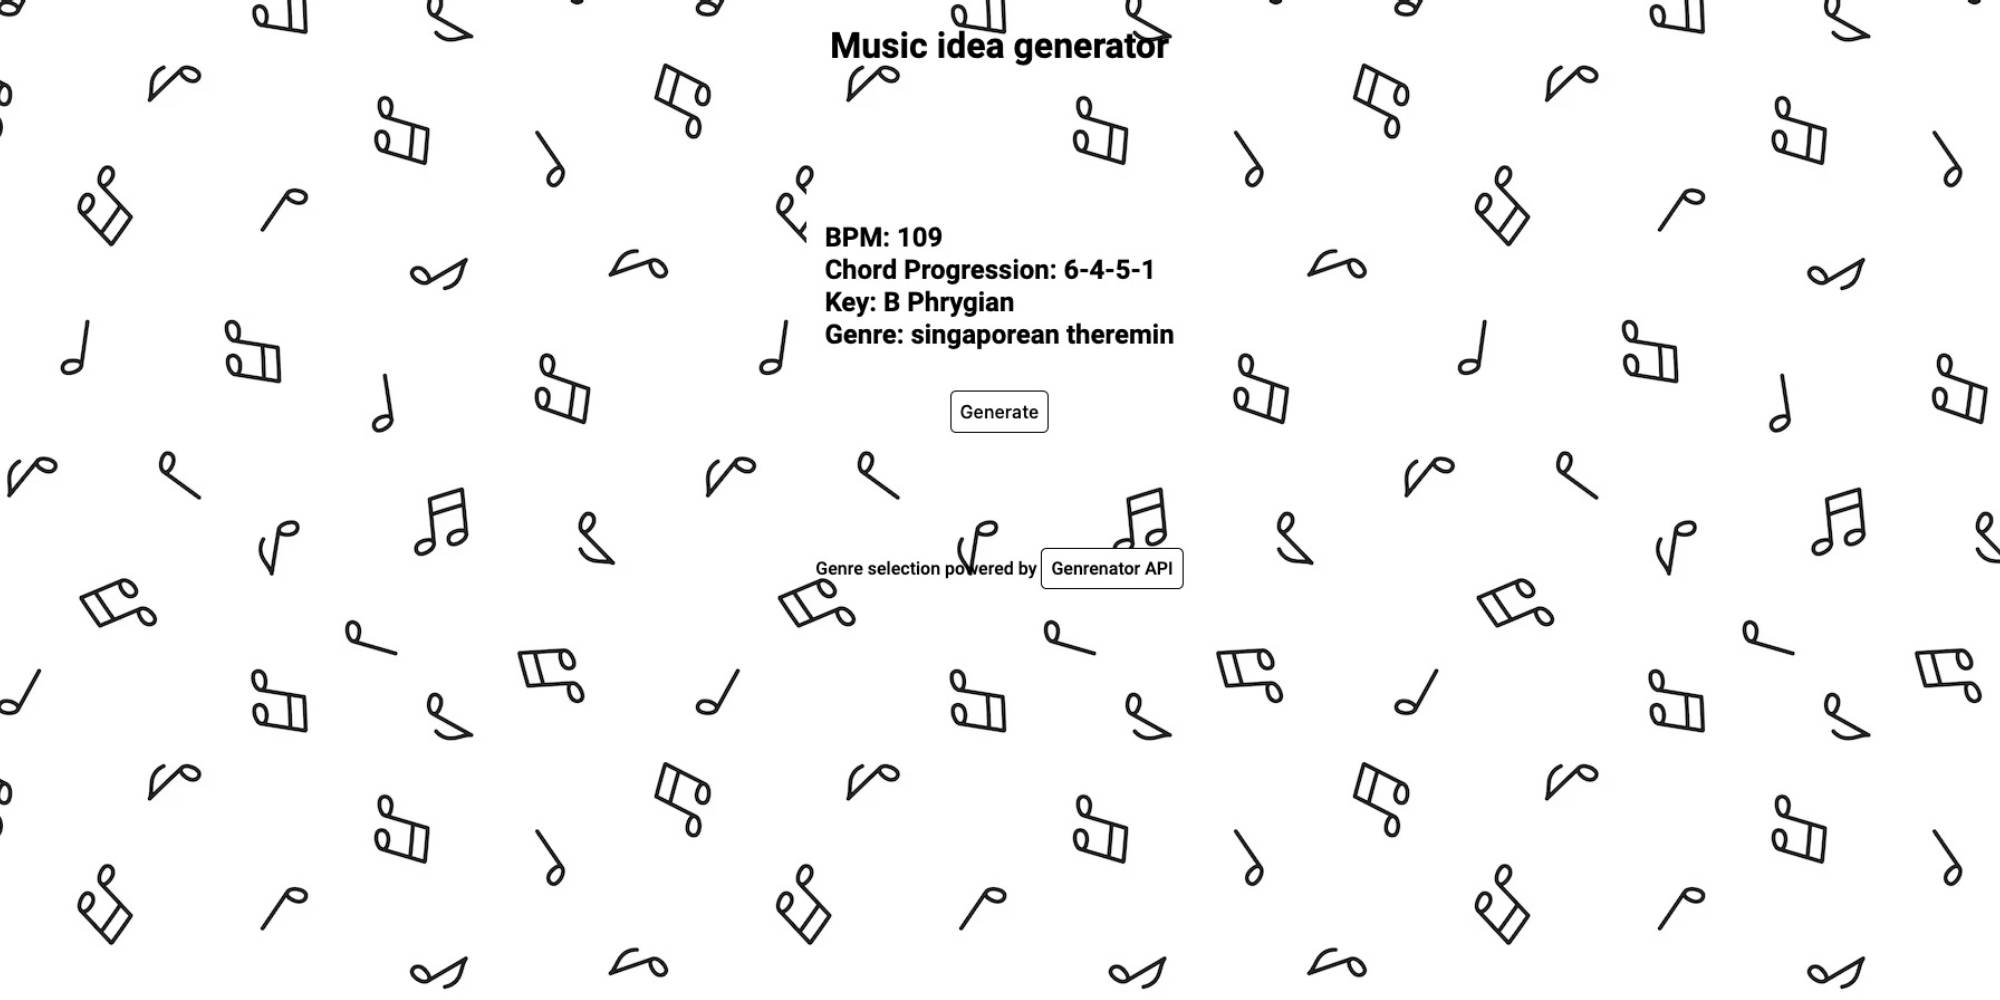 Music idea generator
BPM: 109
Chord Progression: 6-4-5-1
Key: B Phrygian
Genre: singaporean theremin
Generate
Genre selection powered by Genrenator API